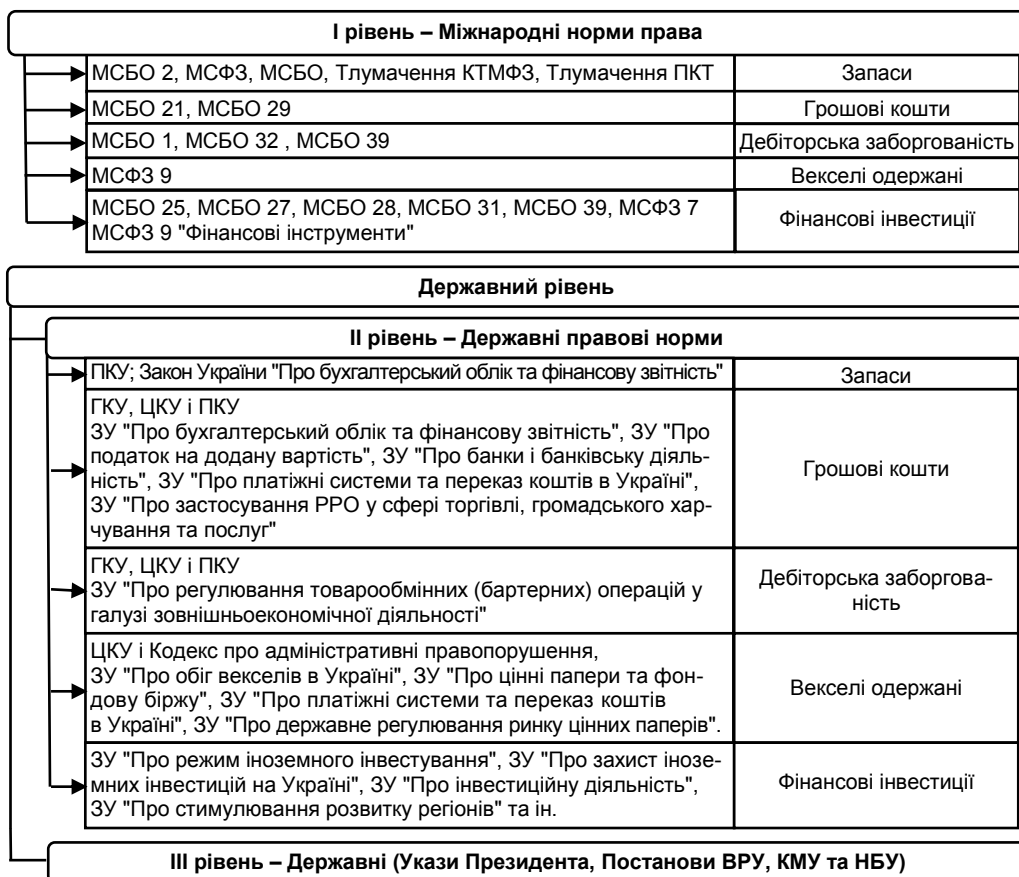 І рівень – Міжнародні норми права
МСБО 2, МСФЗ, МСБО, Тлумачення КТМФЗ, Тлумачення ПКТ
Запаси
МСБО 21, МСБО 29
Грошові кошти
МСБО 1, МСБО 32 , МСБО 39
Дебіторська заборгованість
МСФЗ 9
Векселі одержані
МСБО 25, МСБО 27, МСБО 28, МСБО 31, МСБО 39, МСФЗ 7
МСФЗ 9 "Фінансові інструменти"
Фінансові інвестиції
Державний рівень
ІІ рівень – Державні правові норми
ПКУ; Закон України "Про бухгалтерський облік та фінансову звітність"
Запаси
ГКУ, ЦКУ і ПКУ
ЗУ "Про бухгалтерський облік та фінансову звітність", ЗУ "Про
податок на додану вартість", ЗУ "Про банки і банківську діяль-
ність", ЗУ "Про платіжні системи та переказ коштів в Україні",
ЗУ "Про застосування РРО у сфері торгівлі, громадського хар-
чування та послуг"
Грошові кошти
ГКУ, ЦКУ і ПКУ
ЗУ "Про регулювання товарообмінних (бартерних) операцій у
галузі зовнішньоекономічної діяльності"
Дебіторська заборгова-
ність
ЦКУ і Кодекс про адміністративні правопорушення,
ЗУ "Про обіг векселів в Україні", ЗУ "Про цінні папери та фон-
дову біржу", ЗУ "Про платіжні системи та переказ коштів
в Україні", ЗУ "Про державне регулювання ринку цінних паперів".
Векселі одержані
ЗУ "Про режим іноземного інвестування", ЗУ "Про захист інозе-
мних інвестицій на Україні", ЗУ "Про інвестиційну діяльність",
ЗУ "Про стимулювання розвитку регіонів" та ін.
Фінансові інвестиції
ІІІ рівень – Державні (Укази Президента, Постанови ВРУ, КМУ та НБУ)